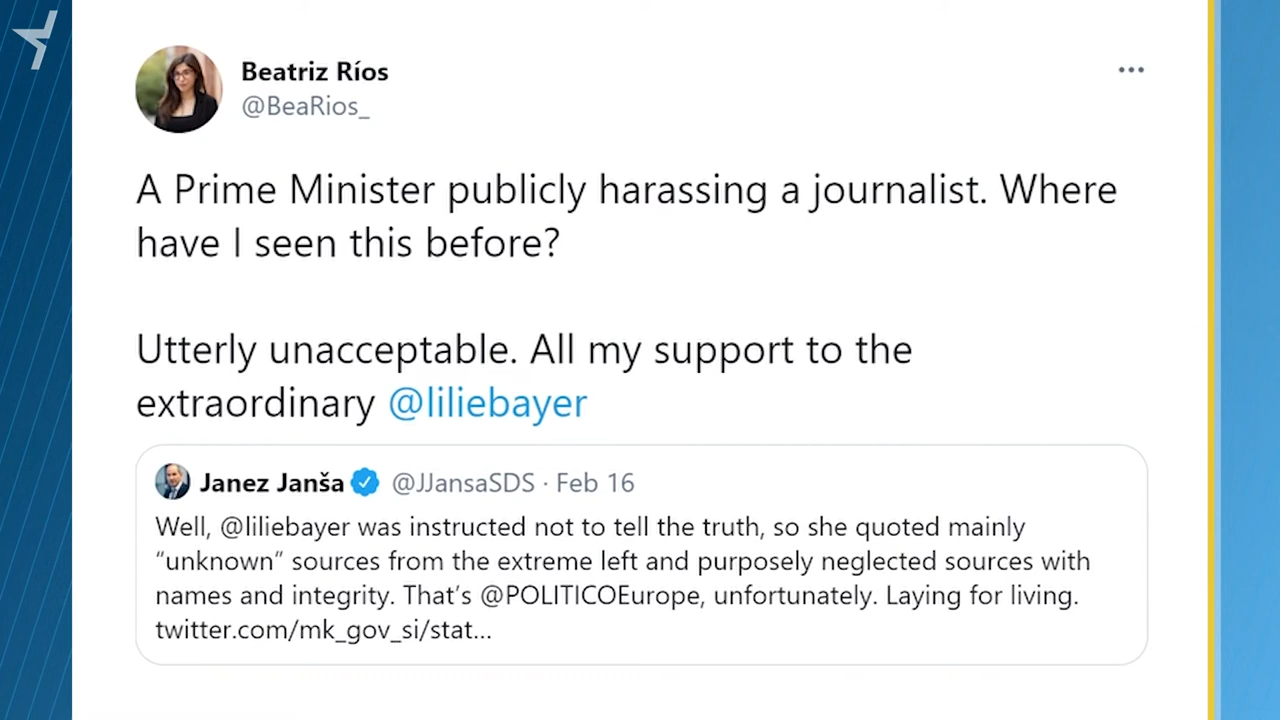 Beatriz Ríos
@BeaRios_
A Prime Minister publicly harassing a journalist. Where
have I seen this before?
Utterly unacceptable. All my support to the
extraordinary @liliebayer
Janez Janša @JJansaSDS · Feb 16
Well, @liliebayer was instructed not to tell the truth, so she quoted mainly
“unknown” sources from the extreme left and purposely neglected sources with
names and integrity. That’s @POLITICOEurope, unfortunately. Laying for living.
twitter.com/mk_gov_si/stat...